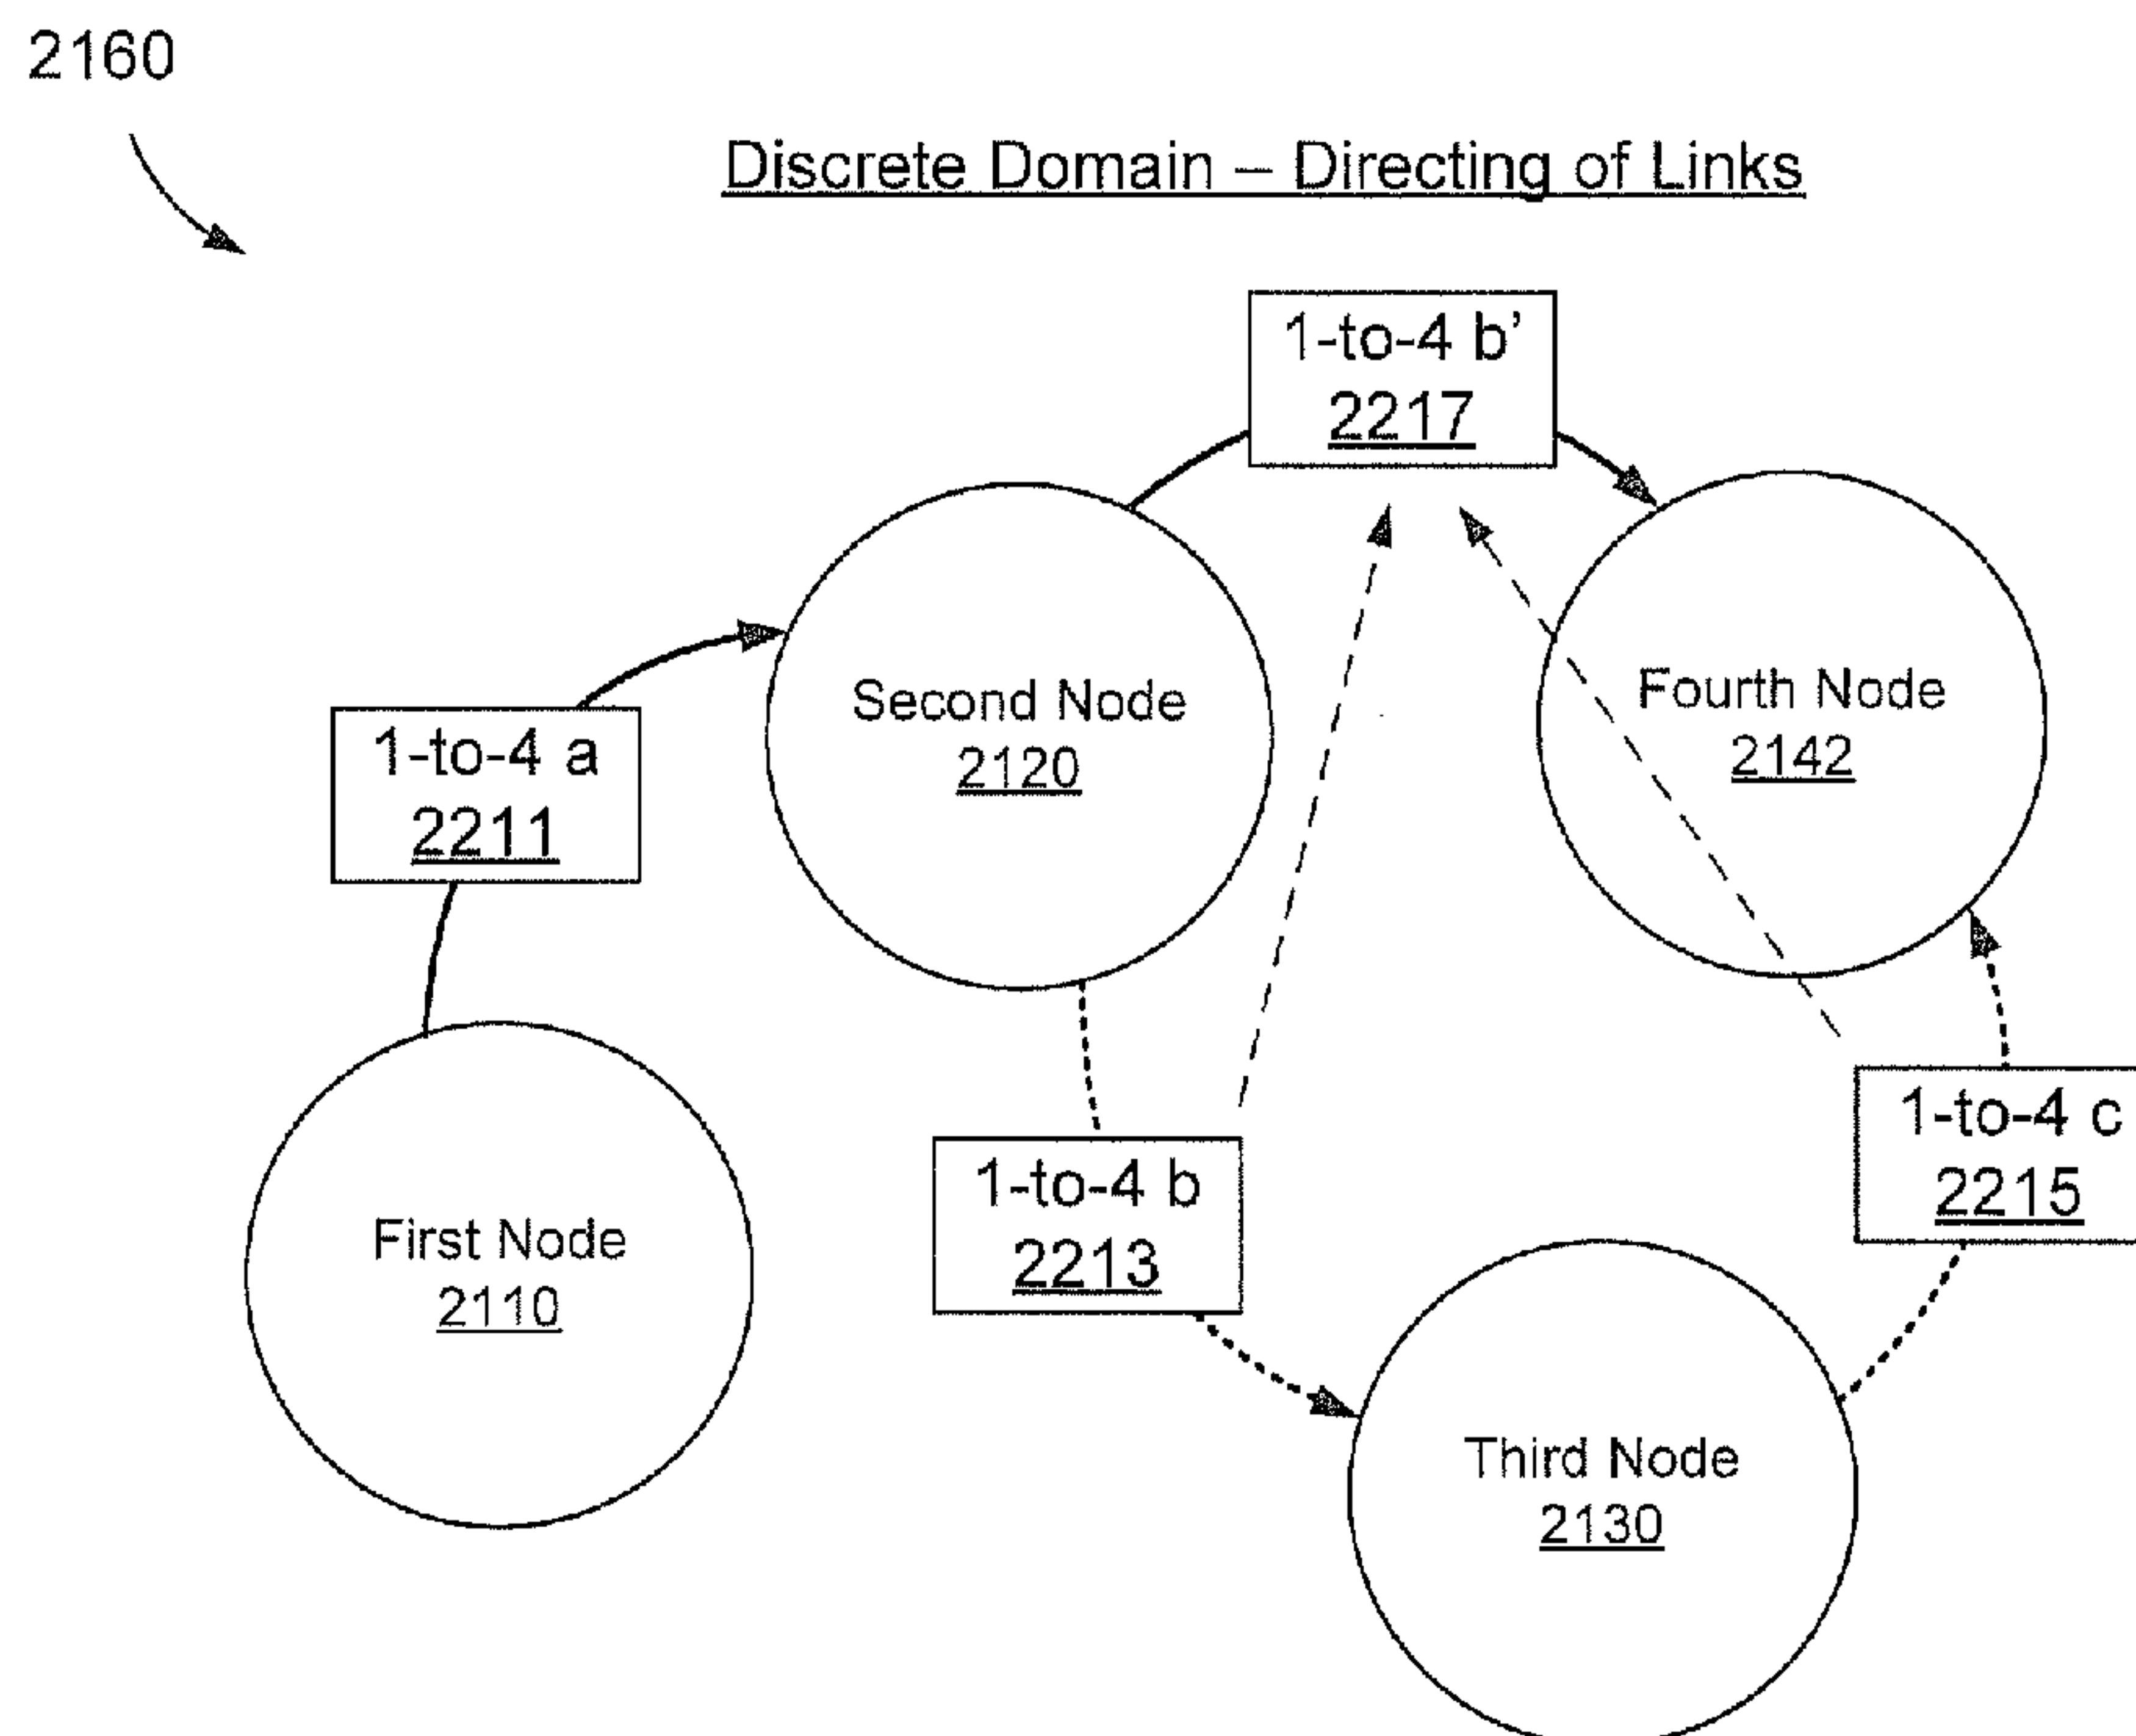 2160
Discrete Domain – Directing of Links
1-to-4 b’
2217
Second Node
2120
Fourth Node
2142
1-to-4 a
2211
1-to-4 c
2215
1-to-4 b
2213
First Node
2110
Third Node
2130